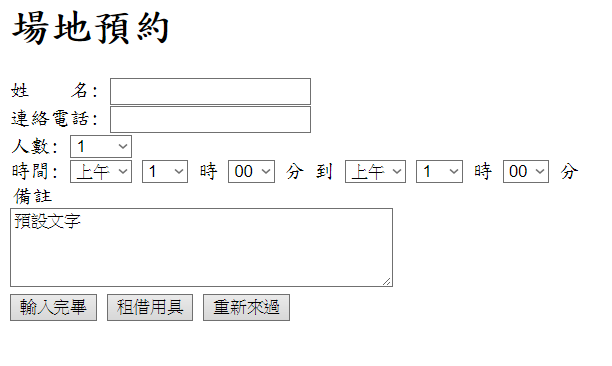 場地預約
姓　　名:
連絡電話:
人數: 1
時間: 上午 1 時 00 分 到 上午 1 時 00 分
備註
預設文字
輸入完畢 租借用具 重新來過